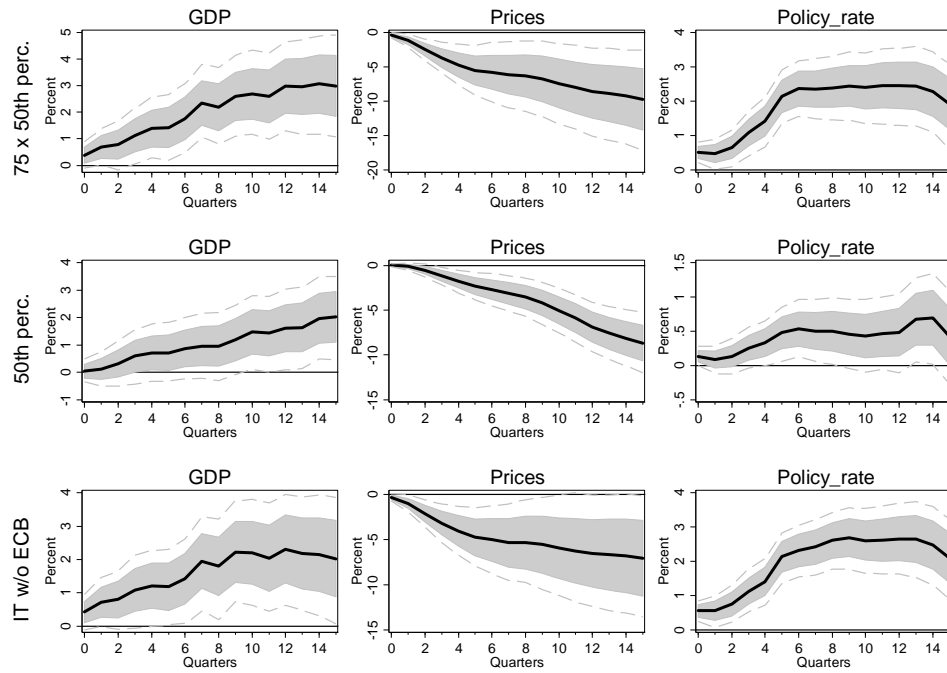 GDP
Prices
Policy_rate
75 x 50th perc.
Percent
5
4
3
2
1
0
0 2 4 6 8 10 12 14
Quarters
Percent
0
-5
-10
-15
-20
0 2 4 6 8 10 12 14
Quarters
Percent
4
3
2
1
0
0 2 4 6 8 10 12 14
Quarters
GDP
Prices
Policy_rate
50th perc.
Percent
4
3
2
1
0
-1
0 2 4 6 8 10 12 14
Quarters
Percent
0
-5
-10
-15
0 2 4 6 8 10 12 14
Quarters
Percent
1.5
1
.5
0
-.5
0 2 4 6 8 10 12 14
Quarters
GDP
Prices
Policy_rate
IT w/o ECB
Percent
4
3
2
1
0
0 2 4 6 8 10 12 14
Quarters
Percent
0
-5
-10
-15
0 2 4 6 8 10 12 14
Quarters
Percent
4
3
2
1
0
0 2 4 6 8 10 12 14
Quarters